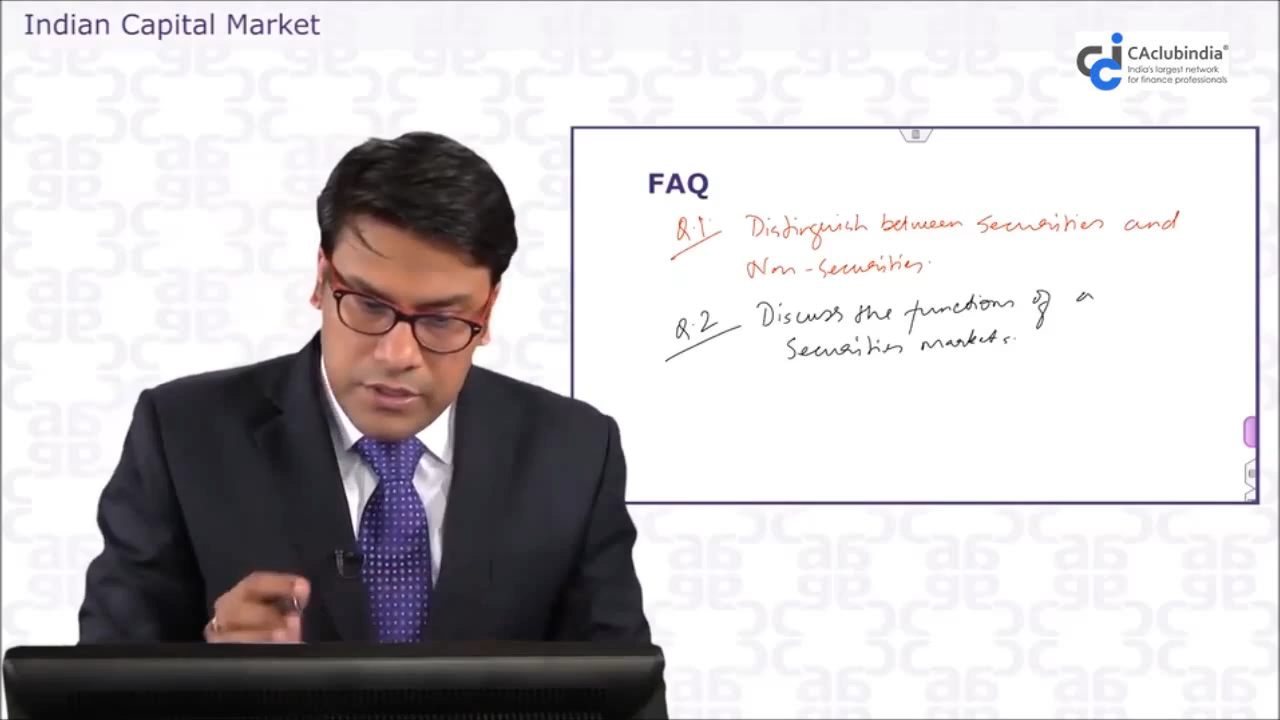 Indian Capital Market
CAclubindia®
India's largest network
for finance professionals
FAQ
Q.1 Distinguish between Securities and
Non-Securities.
Q.2 Discuss the functions of a
Securities markets.